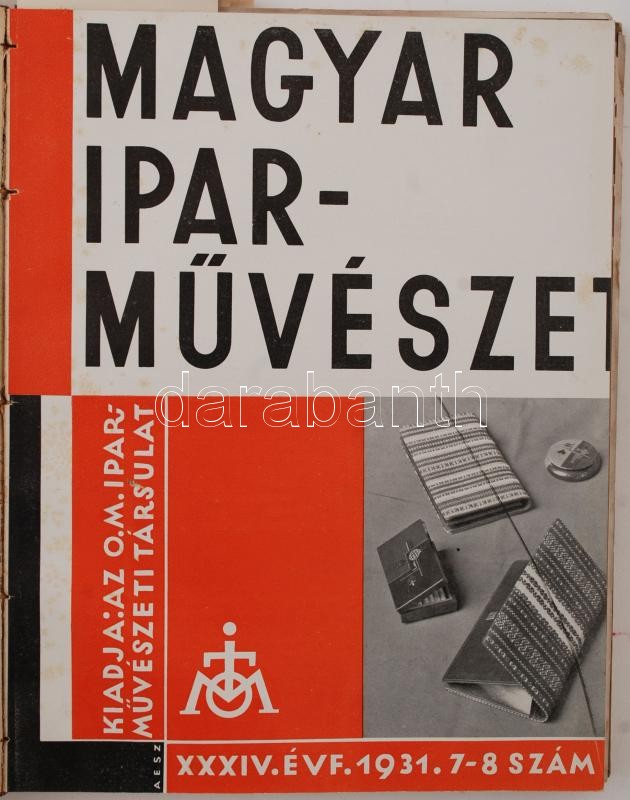 MAGYAR
IPAR-
MŰVÉSZET
darabanth
KIADJA: AZ O.M. IPAR-
MŰVÉSZETI TÁRSULAT
AESZ
XXXIV. ÉVF. 1931. 7-8 SZÁM